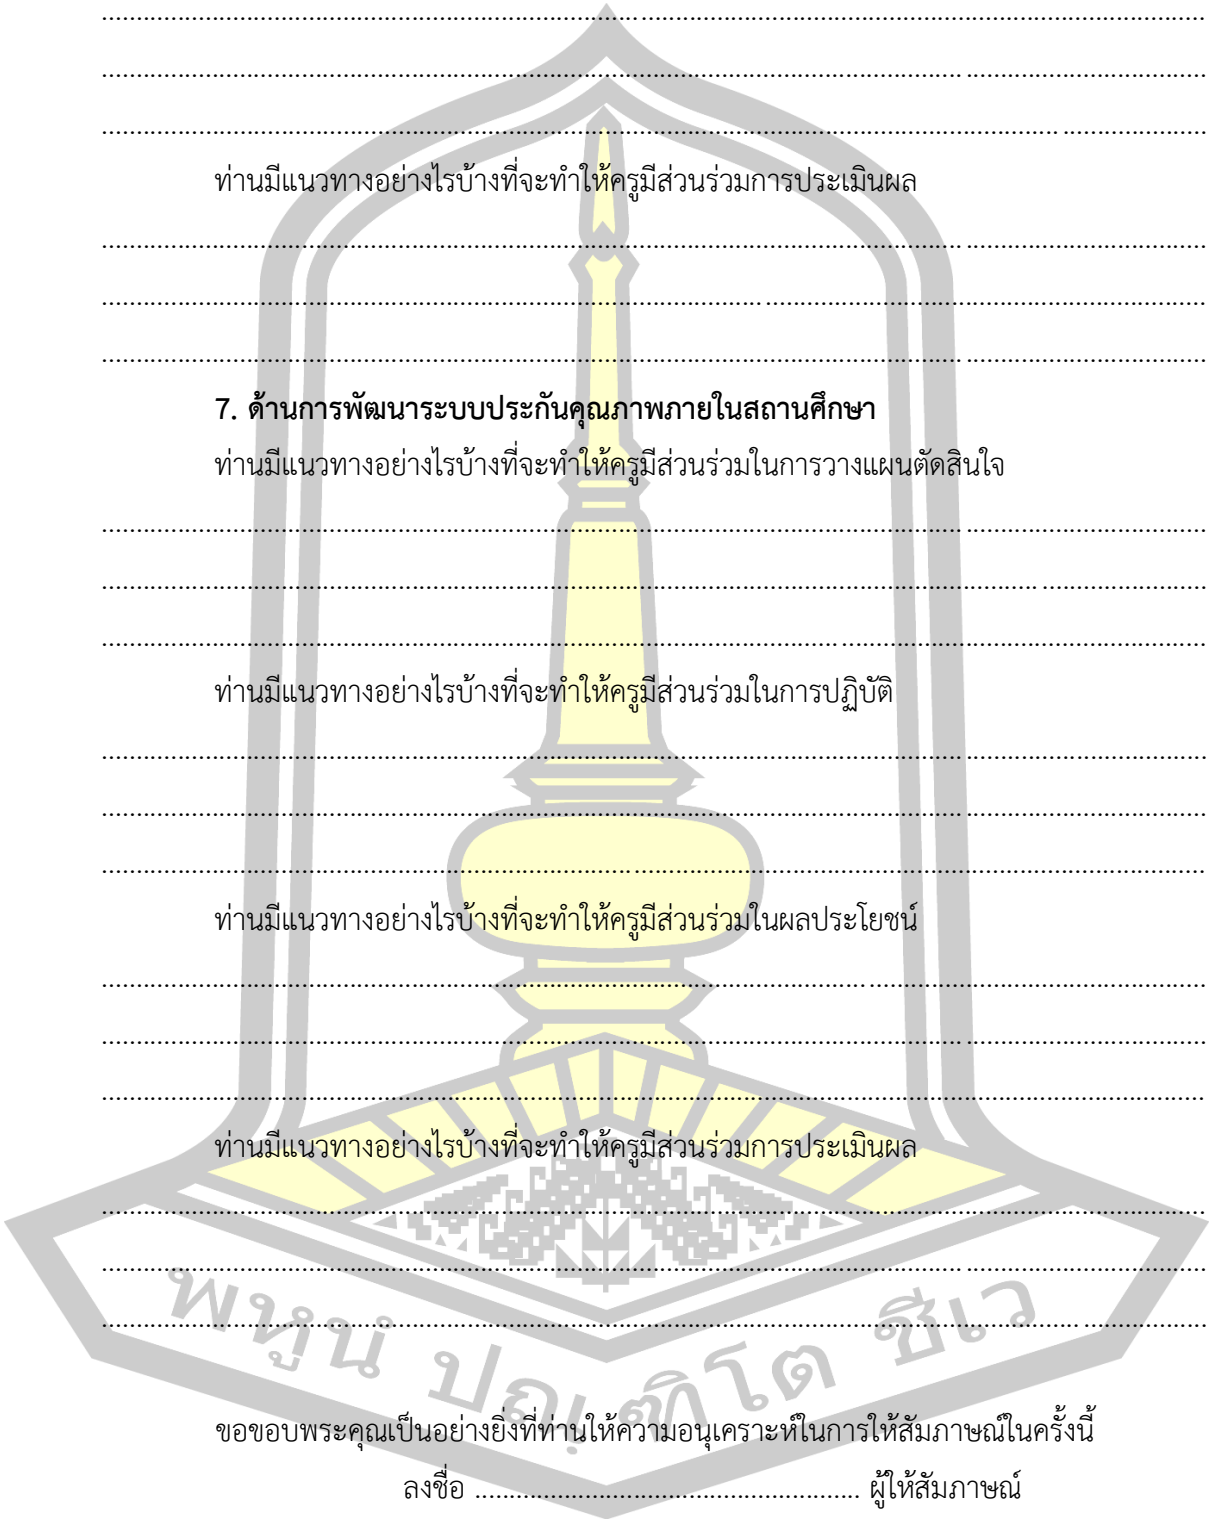 ................................................................................................................................................................
................................................................................................................................................................
................................................................................................................................................................
ท่านมีแนวทางอย่างไรบ้างที่จะทำให้ครูมีส่วนร่วมการประเมินผล
................................................................................................................................................................
................................................................................................................................................................
................................................................................................................................................................
7. ด้านการพัฒนาระบบประกันคุณภาพภายในสถานศึกษา
ท่านมีแนวทางอย่างไรบ้างที่จะทำให้ครูมีส่วนร่วมในการวางแผนตัดสินใจ
................................................................................................................................................................
................................................................................................................................................................
................................................................................................................................................................
ท่านมีแนวทางอย่างไรบ้างที่จะทำให้ครูมีส่วนร่วมในการปฏิบัติ
................................................................................................................................................................
................................................................................................................................................................
................................................................................................................................................................
ท่านมีแนวทางอย่างไรบ้างที่จะทำให้ครูมีส่วนร่วมในผลประโยชน์
................................................................................................................................................................
................................................................................................................................................................
................................................................................................................................................................
ท่านมีแนวทางอย่างไรบ้างที่จะทำให้ครูมีส่วนร่วมการประเมินผล
................................................................................................................................................................
................................................................................................................................................................
................................................................................................................................................................
พหูนํ ปณฺฑิโต ชีเว
ขอขอบพระคุณเป็นอย่างยิ่งที่ท่านให้ความอนุเคราะห์ในการให้สัมภาษณ์ในครั้งนี้
ลงชื่อ ........................................................ ผู้ให้สัมภาษณ์